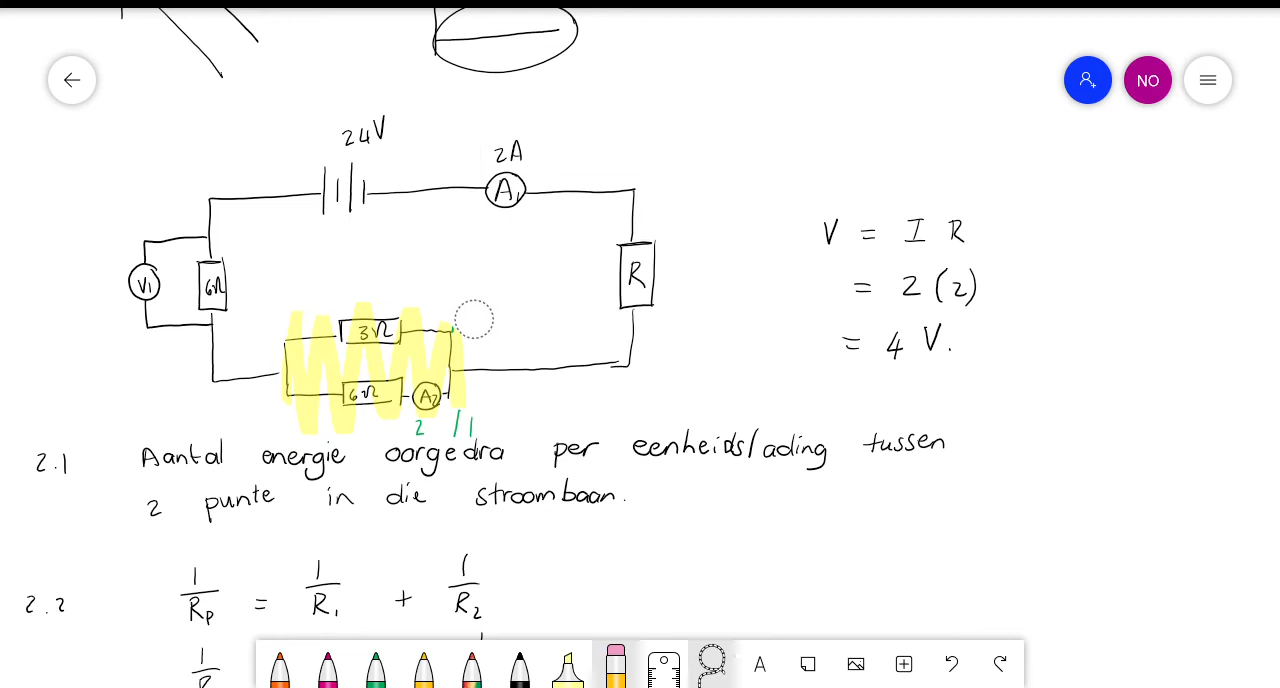 NO
24V
2A
A1
V1
6Ω
R
3Ω
6Ω
A2
2 / 1
V = I R
= 2 (2)
= 4 V.
2.1 Aantal energie oorgedra per eenheidslading tussen
2 punte in die stroombaan.
2.2 1/Rp = 1/R1 + 1/R2
1
A